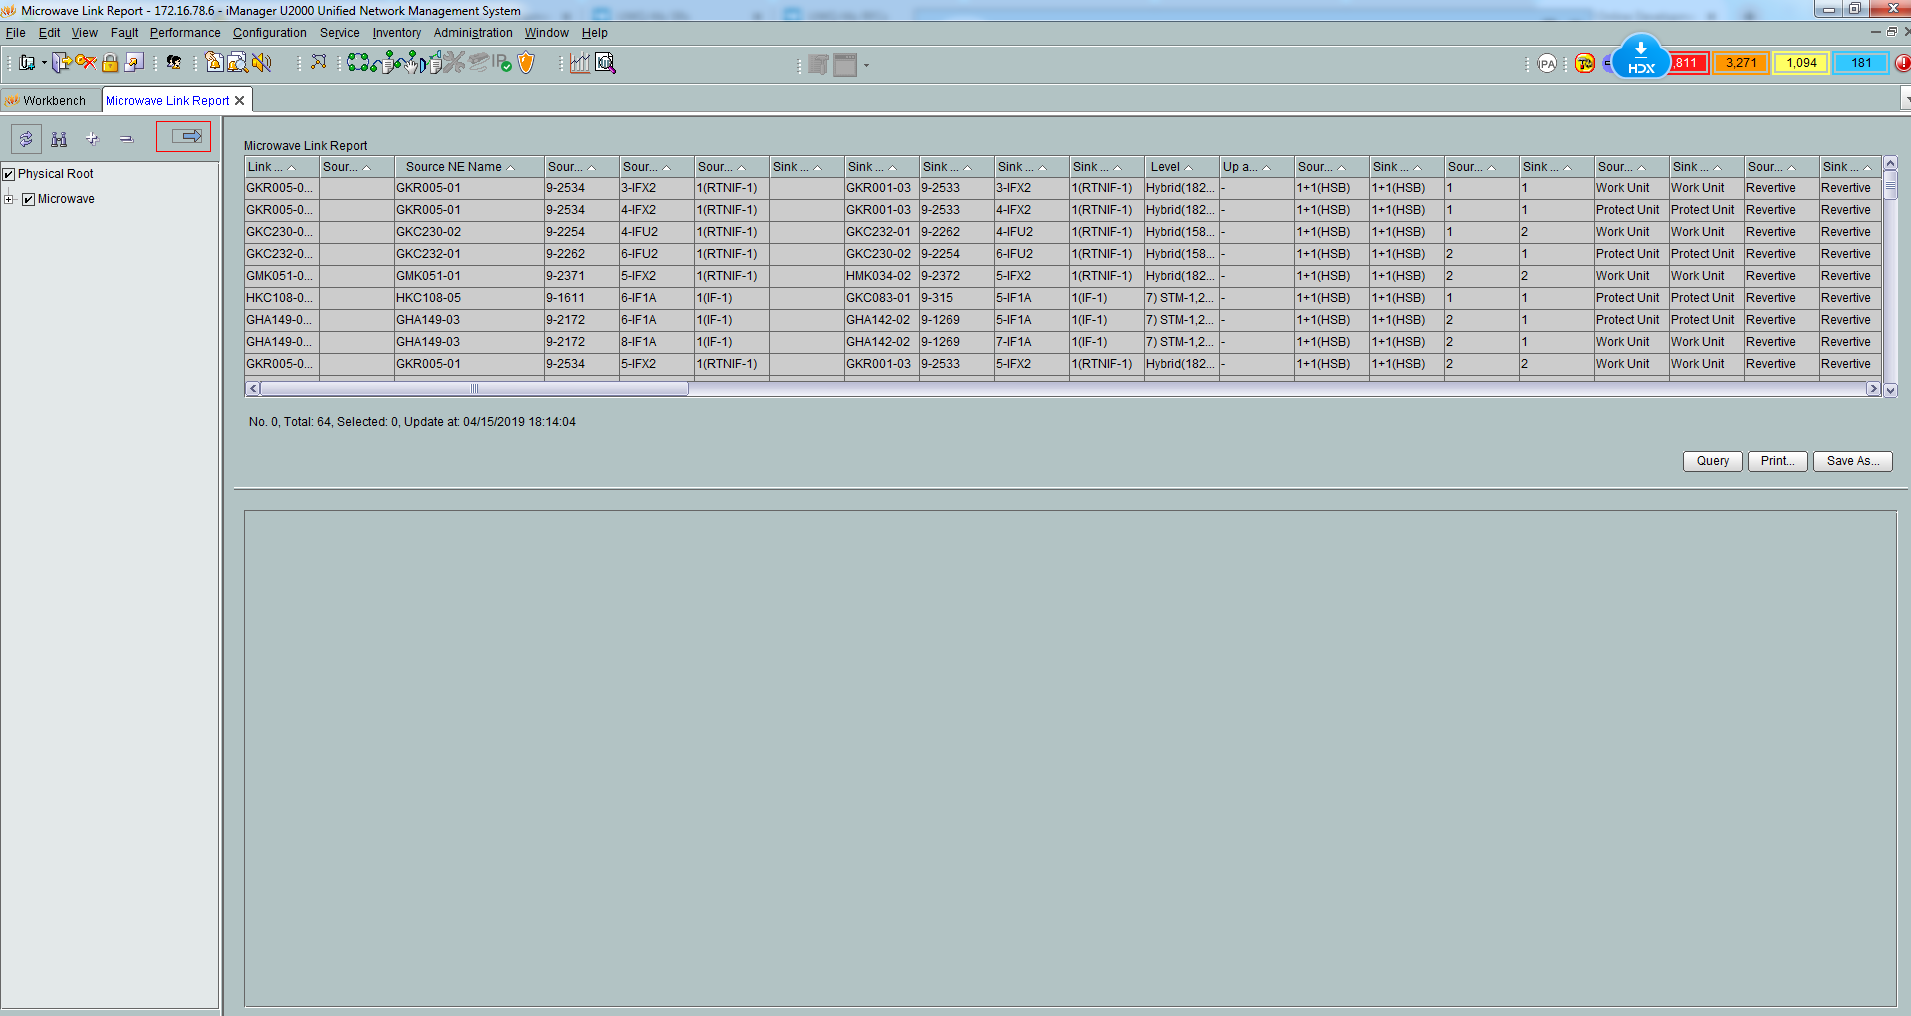 Microwave Link Report - 172.16.78.6 - iManager U2000 Unified Network Management System
File Edit View Fault Performance Configuration Service Inventory Administration Window Help
IP PA HDX ,811 3,271 1,094 181
Workbench Microwave Link Report
Physical Root
Microwave
Microwave Link Report
Link ... Sour... Source NE Name Sour... Sour... Sour... Sink ... Sink ... Sink ... Sink ... Sink ... Level Up a... Sour... Sink ... Sour... Sink ... Sour... Sink ... Sour... Sink ...
GKR005-0... GKR005-01 9-2534 3-IFX2 1(RTNIF-1) GKR001-03 9-2533 3-IFX2 1(RTNIF-1) Hybrid(182... - 1+1(HSB) 1+1(HSB) 1 1 Work Unit Work Unit Revertive Revertive
GKR005-0... GKR005-01 9-2534 4-IFX2 1(RTNIF-1) GKR001-03 9-2533 4-IFX2 1(RTNIF-1) Hybrid(182... - 1+1(HSB) 1+1(HSB) 1 1 Protect Unit Protect Unit Revertive Revertive
GKC230-0... GKC230-02 9-2254 4-IFU2 1(RTNIF-1) GKC232-01 9-2262 4-IFU2 1(RTNIF-1) Hybrid(158... - 1+1(HSB) 1+1(HSB) 1 2 Work Unit Work Unit Revertive Revertive
GKC232-0... GKC232-01 9-2262 6-IFU2 1(RTNIF-1) GKC230-02 9-2254 6-IFU2 1(RTNIF-1) Hybrid(158... - 1+1(HSB) 1+1(HSB) 2 1 Protect Unit Protect Unit Revertive Revertive
GMK051-0... GMK051-01 9-2371 5-IFX2 1(RTNIF-1) HMK034-02 9-2372 5-IFX2 1(RTNIF-1) Hybrid(182... - 1+1(HSB) 1+1(HSB) 2 2 Work Unit Work Unit Revertive Revertive
HKC108-0... HKC108-05 9-1611 6-IF1A 1(IF-1) GKC083-01 9-315 5-IF1A 1(IF-1) 7) STM-1,2... - 1+1(HSB) 1+1(HSB) 1 1 Protect Unit Protect Unit Revertive Revertive
GHA149-0... GHA149-03 9-2172 6-IF1A 1(IF-1) GHA142-02 9-1269 5-IF1A 1(IF-1) 7) STM-1,2... - 1+1(HSB) 1+1(HSB) 2 1 Protect Unit Protect Unit Revertive Revertive
GHA149-0... GHA149-03 9-2172 8-IF1A 1(IF-1) GHA142-02 9-1269 7-IF1A 1(IF-1) 7) STM-1,2... - 1+1(HSB) 1+1(HSB) 2 1 Work Unit Work Unit Revertive Revertive
GKR005-0... GKR005-01 9-2534 5-IFX2 1(RTNIF-1) GKR001-03 9-2533 5-IFX2 1(RTNIF-1) Hybrid(182... - 1+1(HSB) 1+1(HSB) 2 2 Work Unit Work Unit Revertive Revertive
No. 0, Total: 64, Selected: 0, Update at: 04/15/2019 18:14:04
Query Print... Save As...